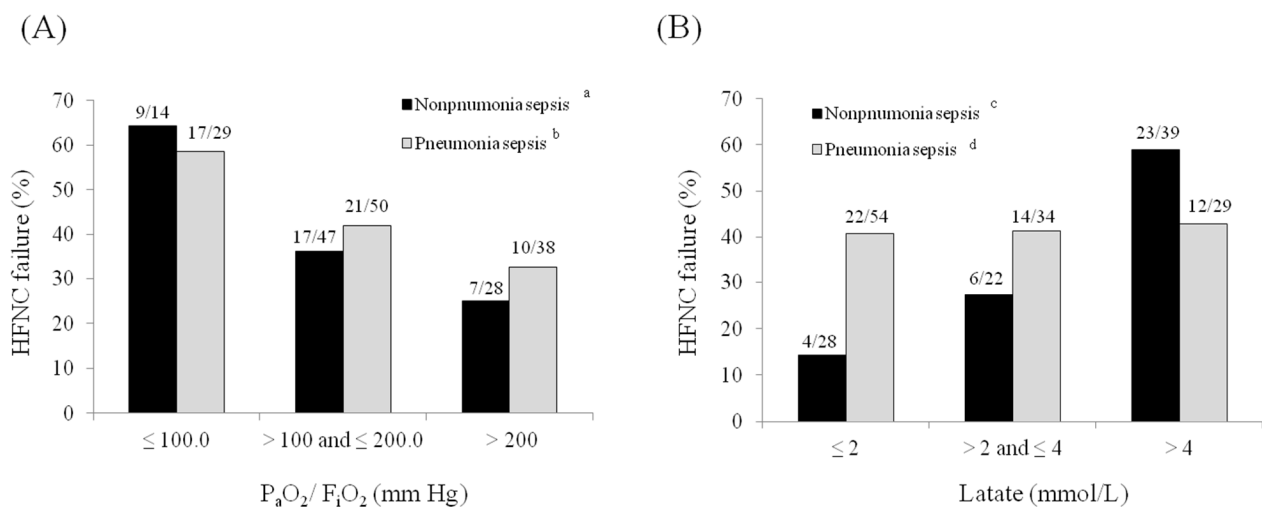 (A)
HFNC failure (%)
70
60
50
40
30
20
10
0
Nonpnumonia sepsis a
Pneumonia sepsis b
9/14
17/29
17/47
21/50
7/28
10/38
≤ 100.0
> 100 and ≤ 200.0
> 200
PaO2/ FiO2 (mm Hg)
(B)
HFNC failure (%)
70
60
50
40
30
20
10
0
Nonpnumonia sepsis c
Pneumonia sepsis d
4/28
22/54
6/22
14/34
23/39
12/29
≤ 2
> 2 and ≤ 4
> 4
Latate (mmol/L)